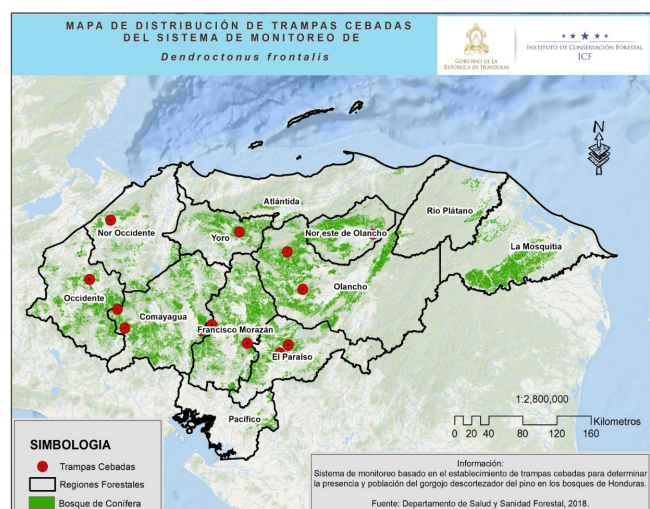 MAPA DE DISTRIBUCIÓN DE TRAMPAS CEBADAS
DEL SISTEMA DE MONITOREO DE
Dendroctonus frontalis
GOBIERNO DE LA
REPÚBLICA DE HONDURAS
INSTITUTO DE CONSERVACIÓN FORESTAL
ICF
N
Atlántida
Río Plátano
Nor Occidente
Yoro
Nor este de Olancho
La Mosquitia
Occidente
Olancho
Comayagua
Francisco Morazán
El Paraíso
Pacífico
1:2,800,000
Kilometros
0 20 40 80 120 160
SIMBOLOGIA
Trampas Cebadas
Regiones Forestales
Bosque de Conífera
Información:
Sistema de monitoreo basado en el establecimiento de trampas cebadas para determinar
la presencia y población del gorgojo descortezador del pino en los bosques de Honduras.
Fuente: Departamento de Salud y Sanidad Forestal, 2018.